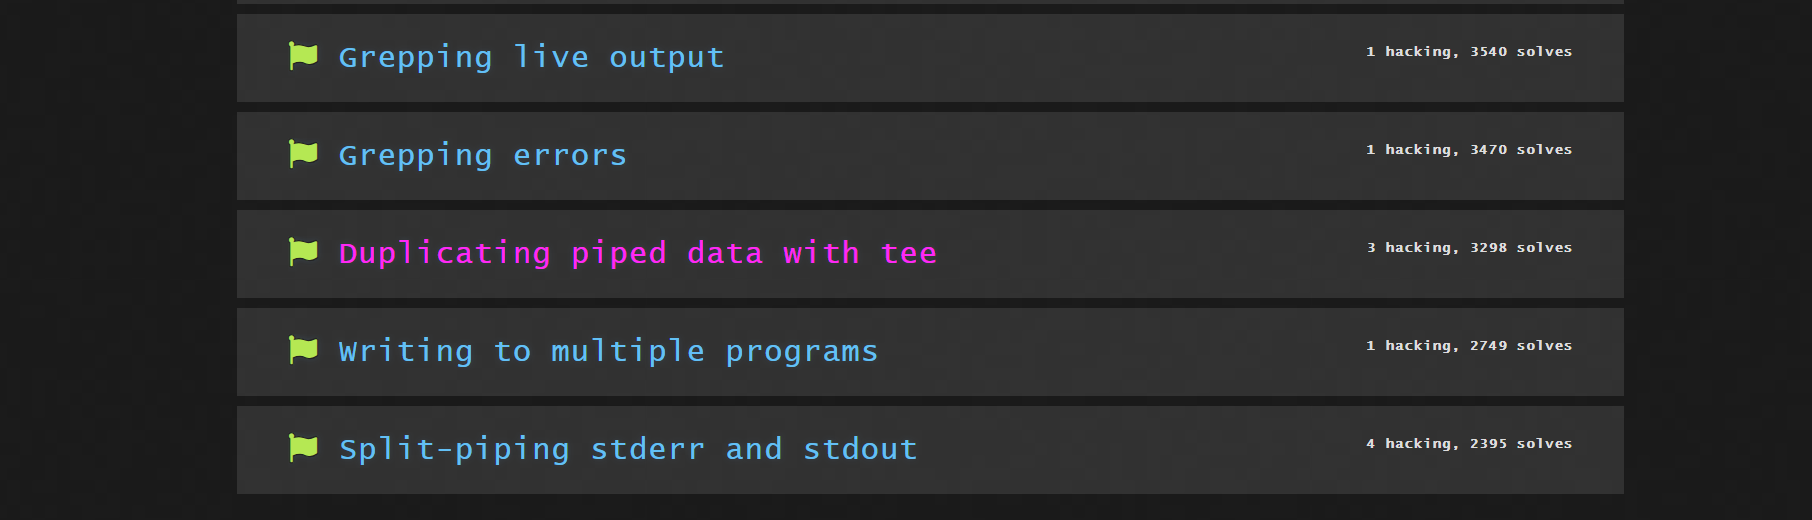 Grepping live output
1 hacking, 3540 solves
Grepping errors
1 hacking, 3470 solves
Duplicating piped data with tee
3 hacking, 3298 solves
Writing to multiple programs
1 hacking, 2749 solves
Split-piping stderr and stdout
4 hacking, 2395 solves